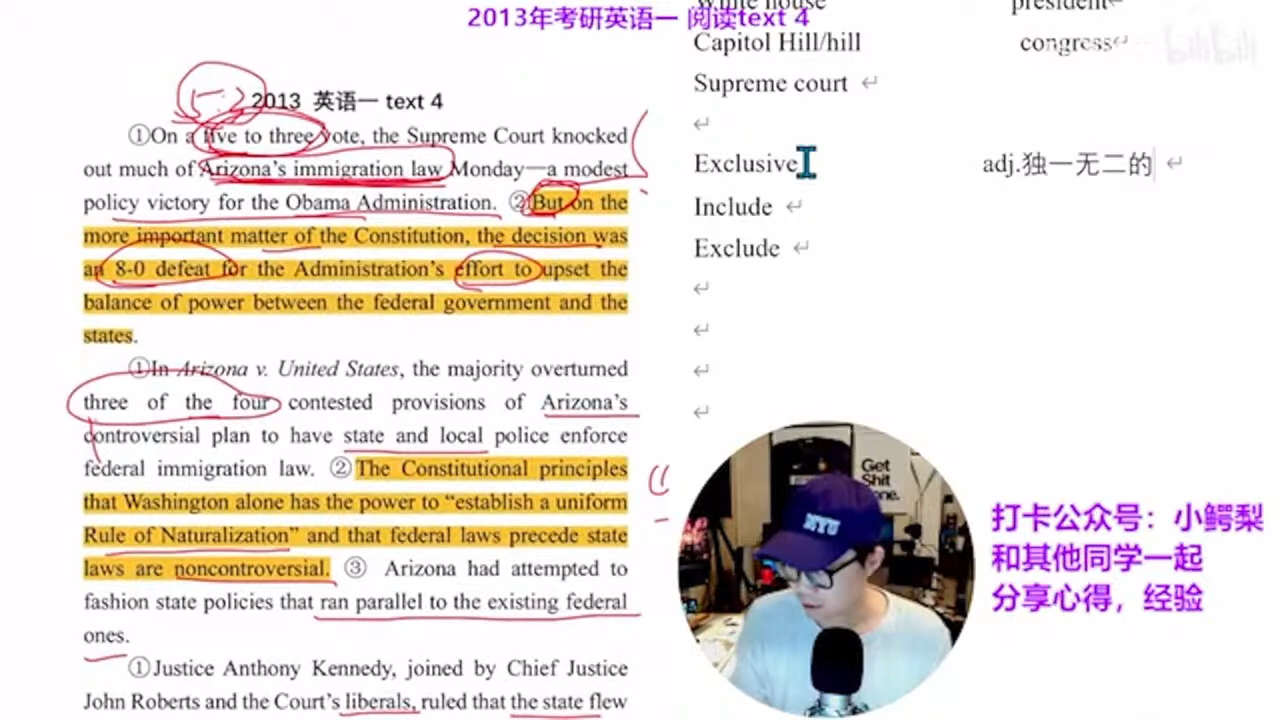 2013年考研英语一 阅读text 4
5-3
2013 英语一 text 4
①On a five to three vote, the Supreme Court knocked
out much of Arizona's immigration law Monday—a modest
policy victory for the Obama Administration. ②But on the
more important matter of the Constitution, the decision was
an 8-0 defeat for the Administration's effort to upset the
balance of power between the federal government and the
states.
①In Arizona v. United States, the majority overturned
three of the four contested provisions of Arizona's
controversial plan to have state and local police enforce
federal immigration law. ②The Constitutional principles
that Washington alone has the power to “establish a uniform
Rule of Naturalization” and that federal laws precede state
laws are noncontroversial. ③ Arizona had attempted to
fashion state policies that ran parallel to the existing federal
ones.
①Justice Anthony Kennedy, joined by Chief Justice
John Roberts and the Court's liberals, ruled that the state flew
White house president
Capitol Hill/hill congress
Supreme court
Exclusive adj.独一无二的
Include
Exclude
bilibili
Get
Shit
NYU
打卡公众号：小鳄梨
和其他同学一起
分享心得，经验